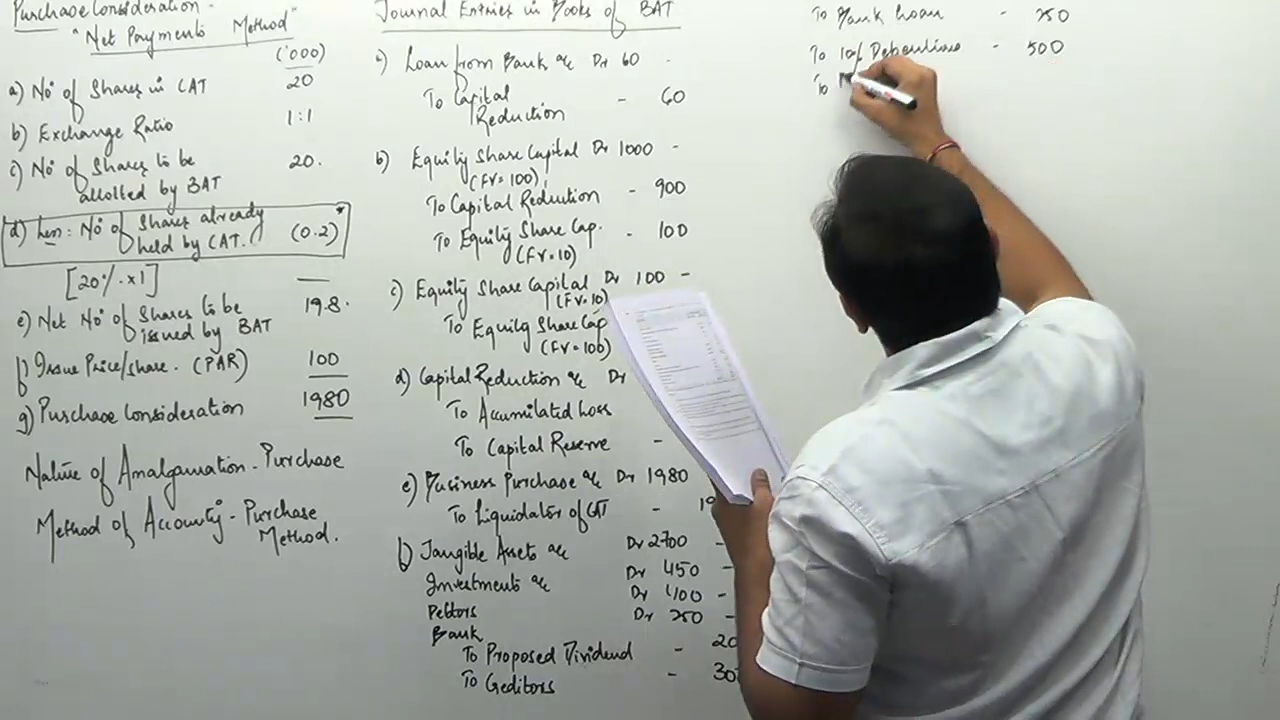 Purchase Consideration -
"Net Payments Method"
('000)
a) No of Shares in CAT 20
b) Exchange Ratio 1:1
c) No of Shares to be allotted by BAT 20.
d) Less: No of Shares already held by CAT. (0.2)*
[20% x1]
e) Net No of Shares to be issued by BAT 19.8.
f) Issue Price/share. (PAR) 100
g) Purchase Consideration 1980
Nature of Amalgamation - Purchase
Method of Accounty - Purchase
Method.
Journal Entries in Books of BAT
a) Loan from Bank a/c Dr 60 -
To Capital Reduction - 60
b) Equity Share Capital Dr 1000 -
(FV=100)
To Capital Reduction - 900
To Equity Share Cap. - 100
(FV=10)
c) Equity Share Capital Dr 100 -
(FV=10)
To Equity Share Cap
(FV=100)
d) Capital Reduction a/c Dr
To Accumilated Loss
To Capital Reserve -
e) Business Purchase a/c Dr 1980
To Liquidator of CAT - 19
f) Tangible Assets a/c Dr 2700 -
Investments a/c Dr 450 -
Debtors Dr 400 -
Bank Dr 250 -
To Proposed Dividend - 20
To Creditors - 30
To Bank Loan - 250
To 10% Debentures - 500
To